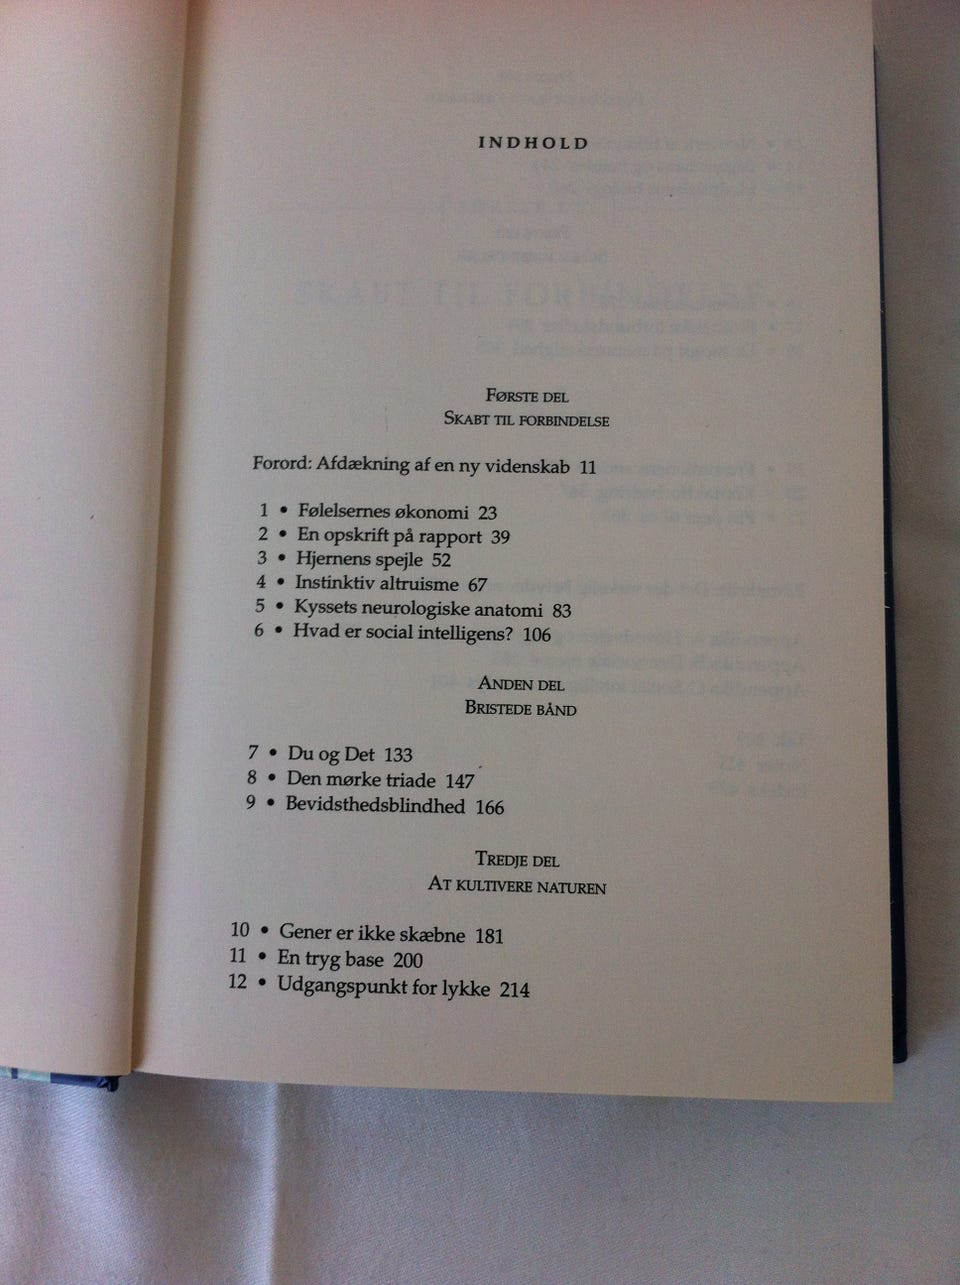 INDHOLD
FØRSTE DEL
SKABT TIL FORBINDELSE
Forord: Afdækning af en ny videnskab 11
1 • Følelsernes økonomi 23
2 • En opskrift på rapport 39
3 • Hjernens spejle 52
4 • Instinktiv altruisme 67
5 • Kyssets neurologiske anatomi 83
6 • Hvad er social intelligens? 106
ANDEN DEL
BRISTEDE BÅND
7 • Du og Det 133
8 • Den mørke triade 147
9 • Bevidsthedsblindhed 166
TREDJE DEL
AT KULTIVERE NATUREN
10 • Gener er ikke skæbne 181
11 • En tryg base 200
12 • Udgangspunkt for lykke 214